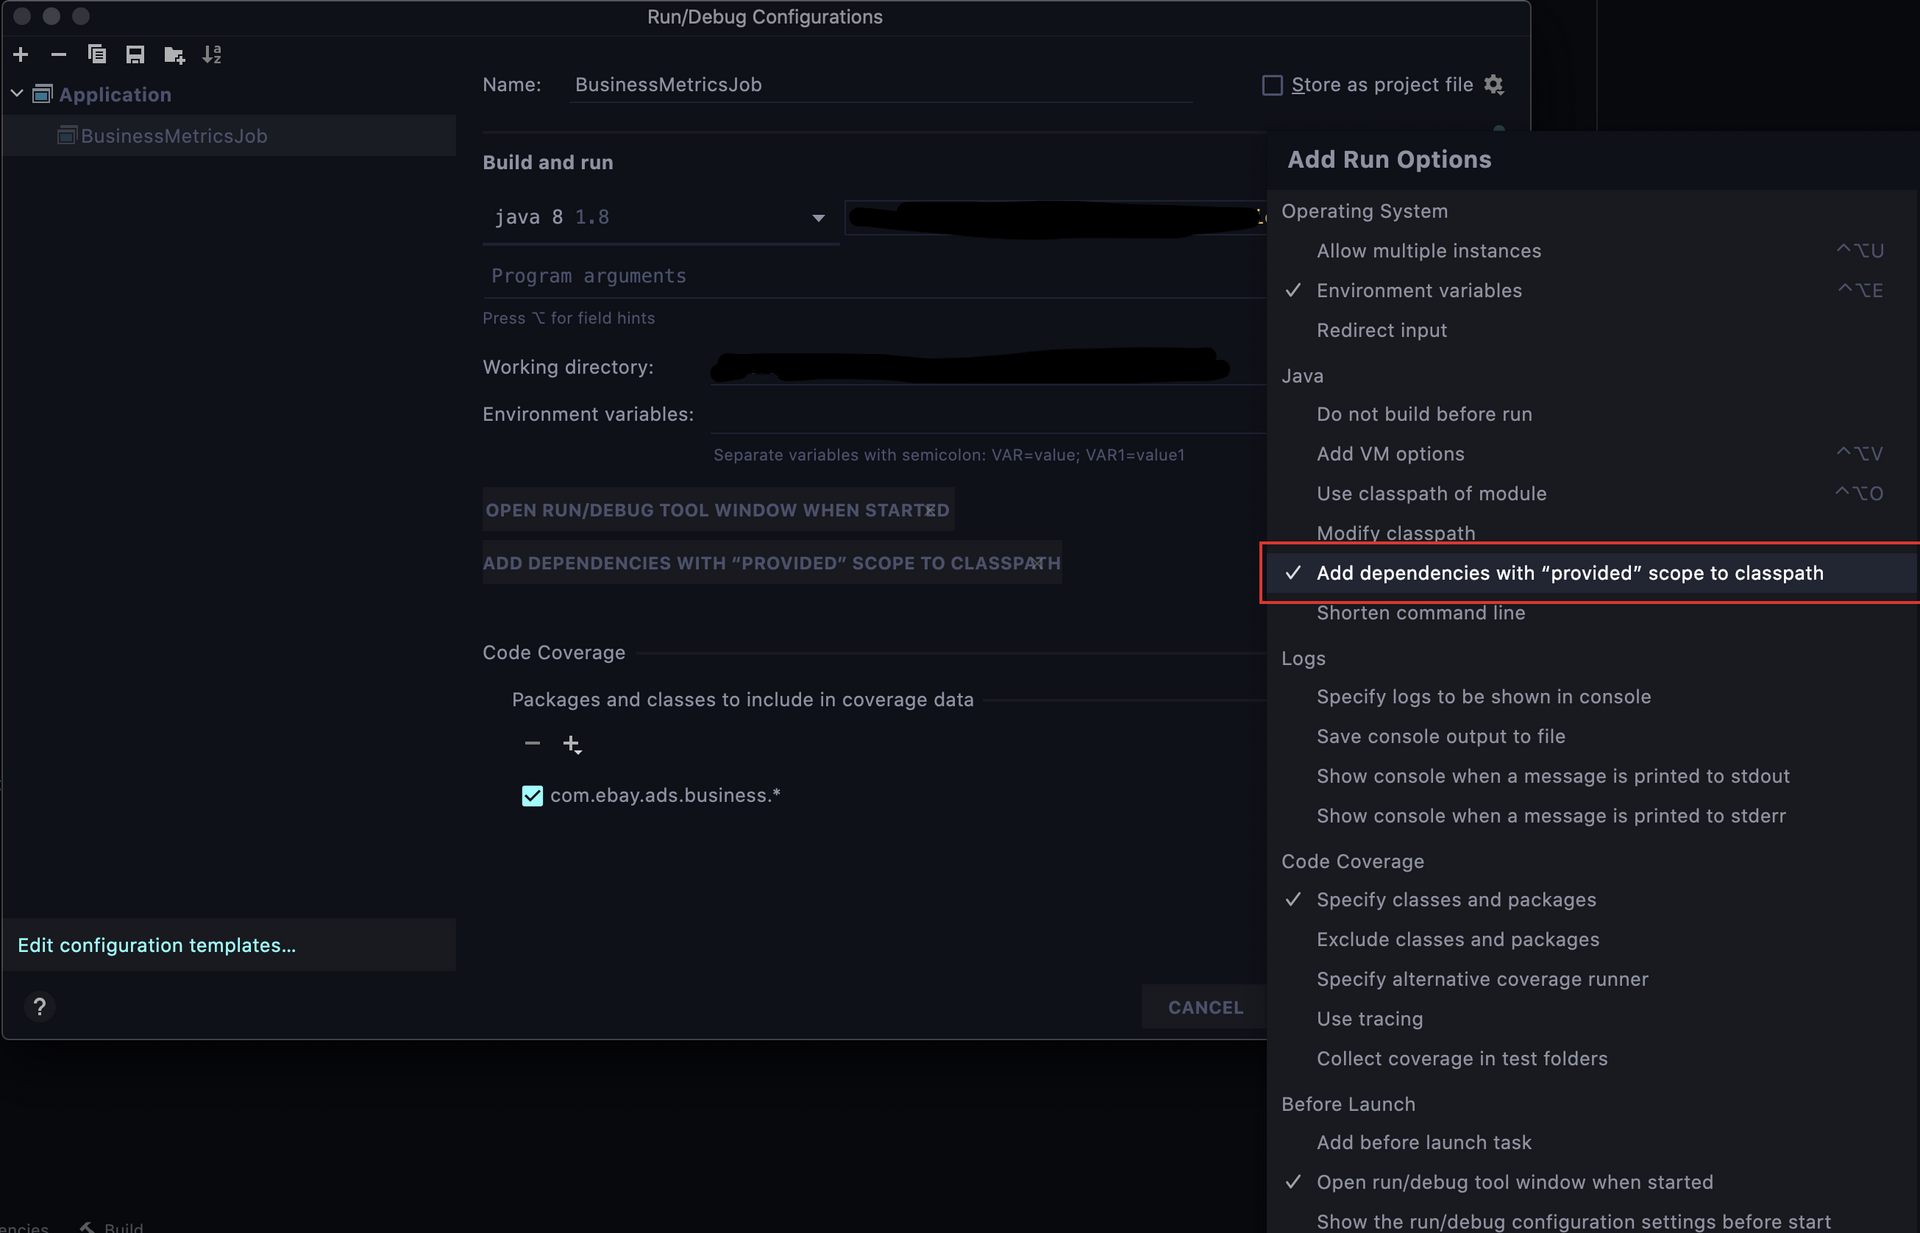 Run/Debug Configurations
Application
BusinessMetricsJob
Name: BusinessMetricsJob
Store as project file
Build and run
java 8 1.8
Program arguments
Press ⌥ for field hints
Working directory:
Environment variables:
Separate variables with semicolon: VAR=value; VAR1=value1
OPEN RUN/DEBUG TOOL WINDOW WHEN STARTED
ADD DEPENDENCIES WITH “PROVIDED” SCOPE TO CLASSPATH
Code Coverage
Packages and classes to include in coverage data
com.ebay.ads.business.*
Edit configuration templates...
?
CANCEL
Add Run Options
Operating System
Allow multiple instances ^⌥U
Environment variables ^⌥E
Redirect input
Java
Do not build before run
Add VM options ^⌥V
Use classpath of module ^⌥O
Modify classpath
Add dependencies with “provided” scope to classpath
Shorten command line
Logs
Specify logs to be shown in console
Save console output to file
Show console when a message is printed to stdout
Show console when a message is printed to stderr
Code Coverage
Specify classes and packages
Exclude classes and packages
Specify alternative coverage runner
Use tracing
Collect coverage in test folders
Before Launch
Add before launch task
Open run/debug tool window when started
Show the run/debug configuration settings before start
encies Build